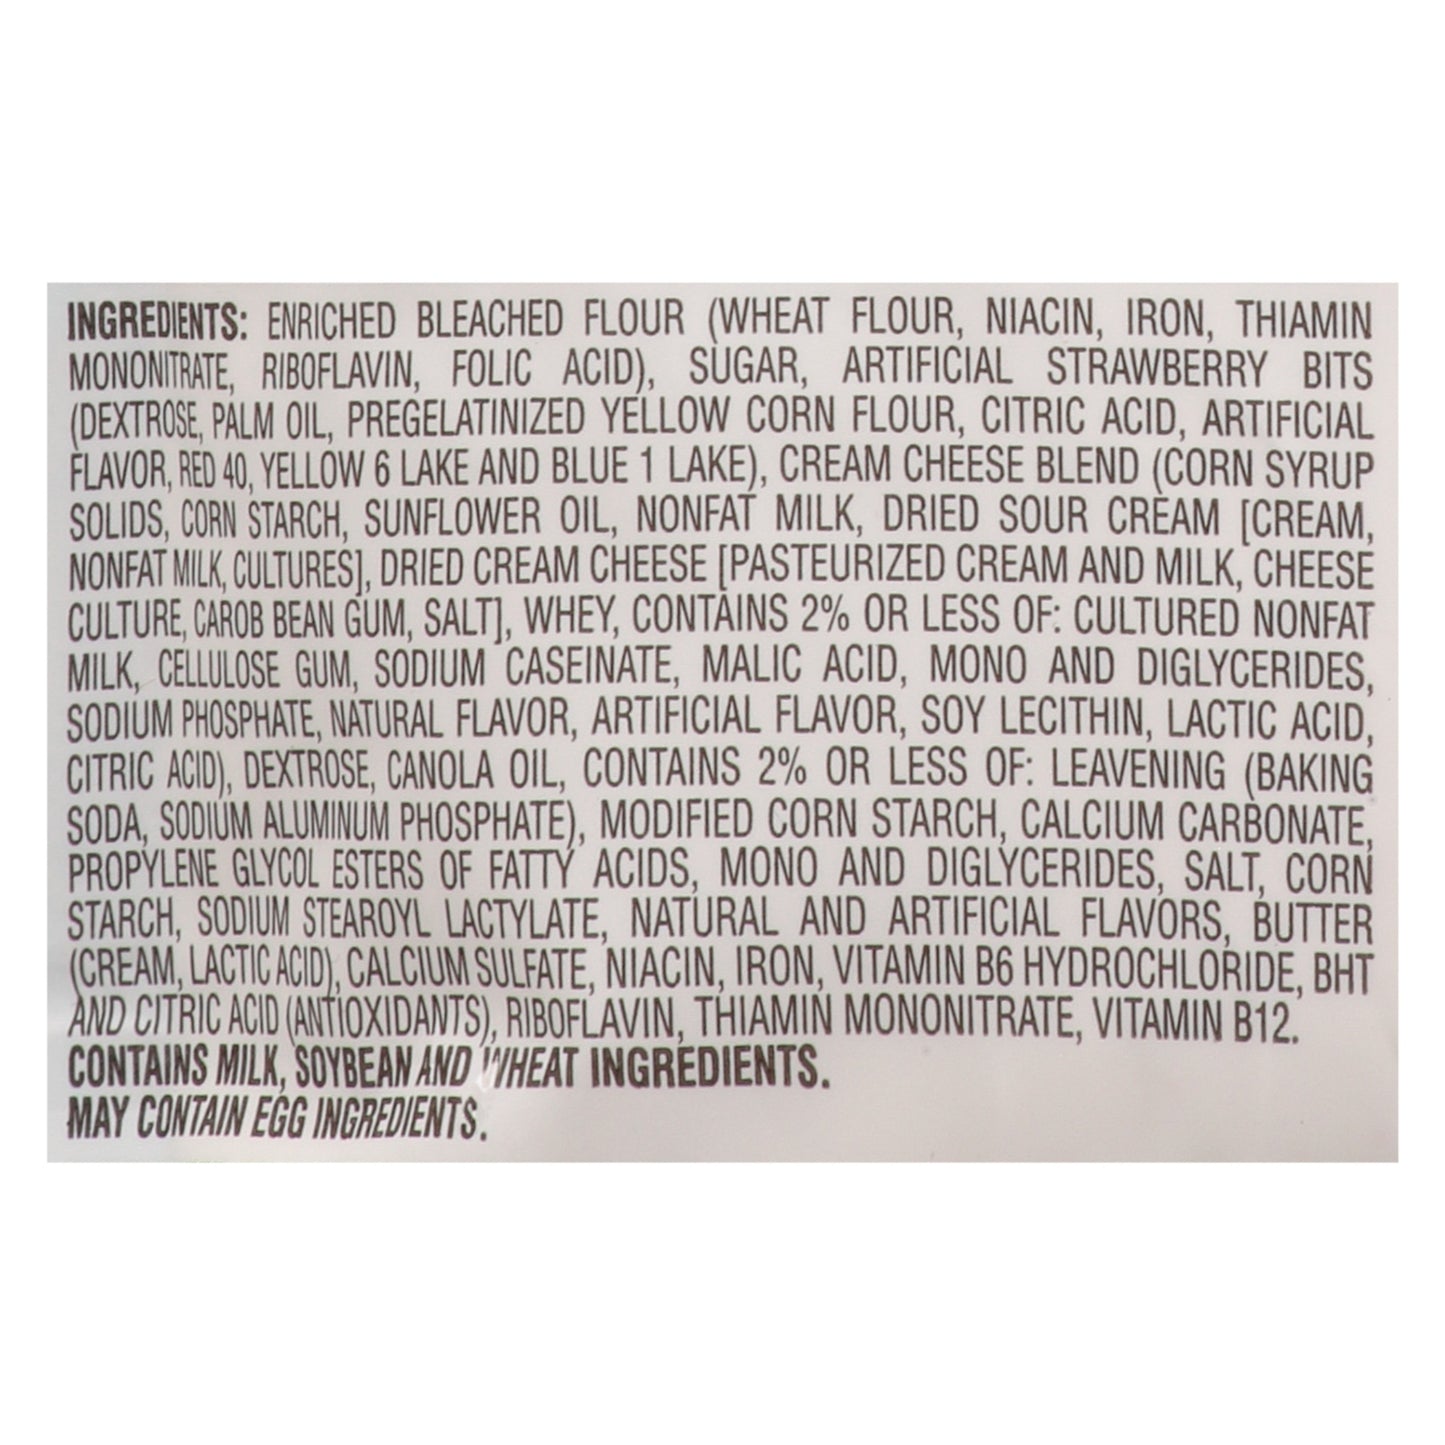 INGREDIENTS: ENRICHED BLEACHED FLOUR (WHEAT FLOUR, NIACIN, IRON, THIAMIN
MONONITRATE, RIBOFLAVIN, FOLIC ACID), SUGAR, ARTIFICIAL STRAWBERRY BITS
(DEXTROSE, PALM OIL, PREGELATINIZED YELLOW CORN FLOUR, CITRIC ACID, ARTIFICIAL
FLAVOR, RED 40, YELLOW 6 LAKE AND BLUE 1 LAKE), CREAM CHEESE BLEND (CORN SYRUP
SOLIDS, CORN STARCH, SUNFLOWER OIL, NONFAT MILK, DRIED SOUR CREAM [CREAM,
NONFAT MILK, CULTURES], DRIED CREAM CHEESE [PASTEURIZED CREAM AND MILK, CHEESE
CULTURE, CAROB BEAN GUM, SALT], WHEY, CONTAINS 2% OR LESS OF: CULTURED NONFAT
MILK, CELLULOSE GUM, SODIUM CASEINATE, MALIC ACID, MONO AND DIGLYCERIDES,
SODIUM PHOSPHATE, NATURAL FLAVOR, ARTIFICIAL FLAVOR, SOY LECITHIN, LACTIC ACID,
CITRIC ACID), DEXTROSE, CANOLA OIL, CONTAINS 2% OR LESS OF: LEAVENING (BAKING
SODA, SODIUM ALUMINUM PHOSPHATE), MODIFIED CORN STARCH, CALCIUM CARBONATE,
PROPYLENE GLYCOL ESTERS OF FATTY ACIDS, MONO AND DIGLYCERIDES, SALT, CORN
STARCH, SODIUM STEAROYL LACTYLATE, NATURAL AND ARTIFICIAL FLAVORS, BUTTER
(CREAM, LACTIC ACID), CALCIUM SULFATE, NIACIN, IRON, VITAMIN B6 HYDROCHLORIDE, BHT
AND CITRIC ACID (ANTIOXIDANTS), RIBOFLAVIN, THIAMIN MONONITRATE, VITAMIN B12.
CONTAINS MILK, SOYBEAN AND WHEAT INGREDIENTS.
MAY CONTAIN EGG INGREDIENTS.